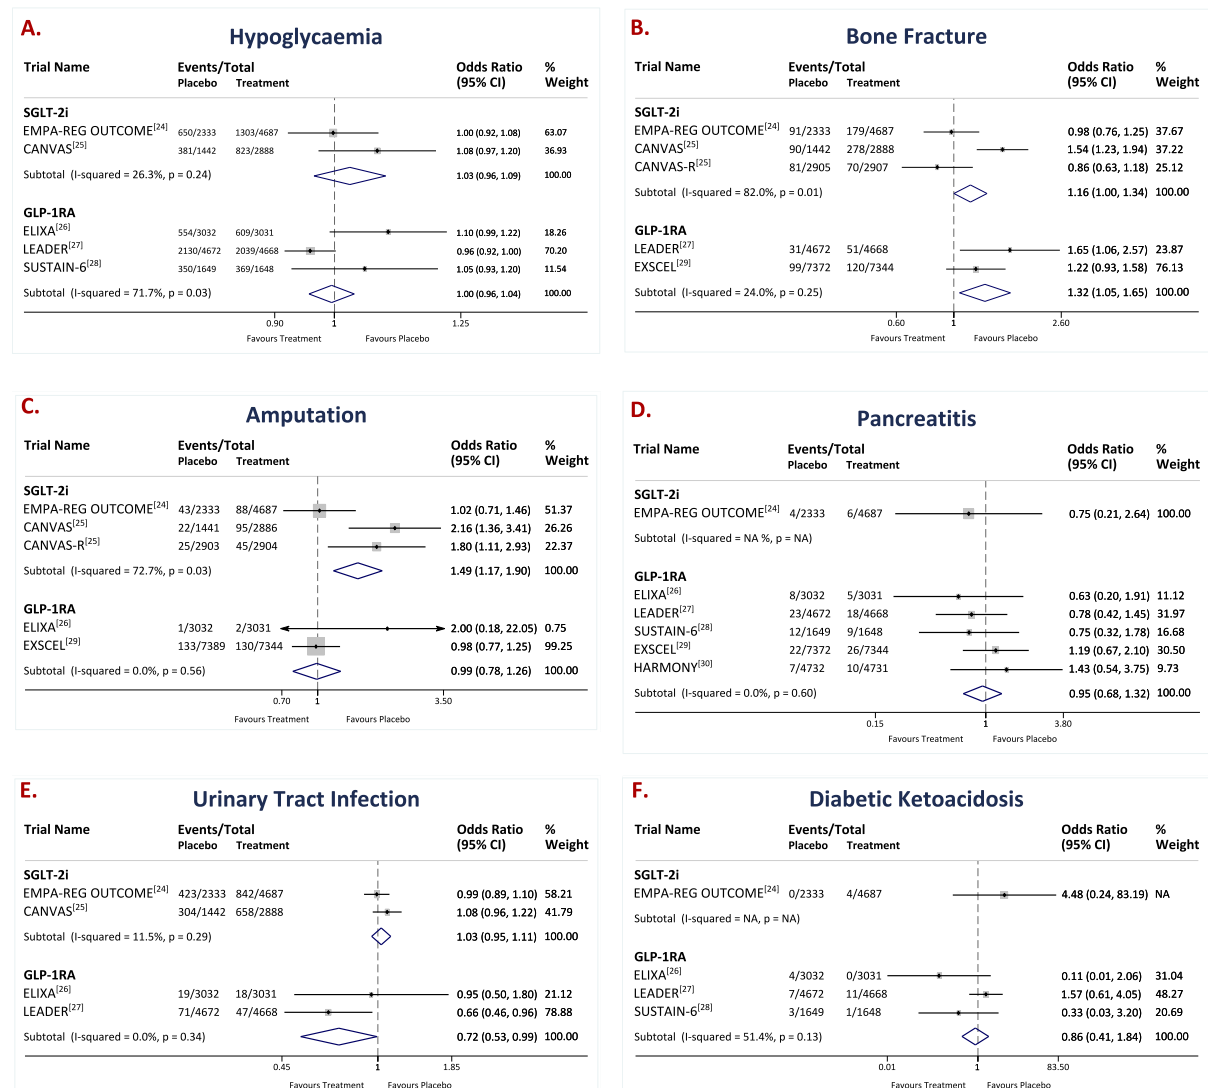 A.
Hypoglycaemia
Trial Name Events/Total Odds Ratio %
Placebo Treatment (95% CI) Weight
SGLT-2i
EMPA-REG OUTCOME[24] 650/2333 1303/4687 1.00 (0.92, 1.08) 63.07
CANVAS[25] 381/1442 823/2888 1.08 (0.97, 1.20) 36.93
Subtotal (I-squared = 26.3%, p = 0.24) 1.03 (0.96, 1.09) 100.00
GLP-1RA
ELIXA[26] 554/3032 609/3031 1.10 (0.99, 1.22) 18.26
LEADER[27] 2130/4672 2039/4668 0.96 (0.92, 1.00) 70.20
SUSTAIN-6[28] 350/1649 369/1648 1.05 (0.93, 1.20) 11.54
Subtotal (I-squared = 71.7%, p = 0.03) 1.00 (0.96, 1.04) 100.00
0.90 1 1.25
Favours Treatment Favours Placebo
B.
Bone Fracture
Trial Name Events/Total Odds Ratio %
Placebo Treatment (95% CI) Weight
SGLT-2i
EMPA-REG OUTCOME[24] 91/2333 179/4687 0.98 (0.76, 1.25) 37.67
CANVAS[25] 90/1442 278/2888 1.54 (1.23, 1.94) 37.22
CANVAS-R[25] 81/2905 70/2907 0.86 (0.63, 1.18) 25.12
Subtotal (I-squared = 82.0%, p = 0.01) 1.16 (1.00, 1.34) 100.00
GLP-1RA
LEADER[27] 31/4672 51/4668 1.65 (1.06, 2.57) 23.87
EXSCEL[29] 99/7372 120/7344 1.22 (0.93, 1.58) 76.13
Subtotal (I-squared = 24.0%, p = 0.25) 1.32 (1.05, 1.65) 100.00
0.60 1 2.60
Favours Treatment Favours Placebo
C.
Amputation
Trial Name Events/Total Odds Ratio %
Placebo Treatment (95% CI) Weight
SGLT-2i
EMPA-REG OUTCOME[24] 43/2333 88/4687 1.02 (0.71, 1.46) 51.37
CANVAS[25] 22/1441 95/2886 2.16 (1.36, 3.41) 26.26
CANVAS-R[25] 25/2903 45/2904 1.80 (1.11, 2.93) 22.37
Subtotal (I-squared = 72.7%, p = 0.03) 1.49 (1.17, 1.90) 100.00
GLP-1RA
ELIXA[26] 1/3032 2/3031 2.00 (0.18, 22.05) 0.75
EXSCEL[29] 133/7389 130/7344 0.98 (0.77, 1.25) 99.25
Subtotal (I-squared = 0.0%, p = 0.56) 0.99 (0.78, 1.26) 100.00
0.70 1 3.50
Favours Treatment Favours Placebo
D.
Pancreatitis
Trial Name Events/Total Odds Ratio %
Placebo Treatment (95% CI) Weight
SGLT-2i
EMPA-REG OUTCOME[24] 4/2333 6/4687 0.75 (0.21, 2.64) 100.00
Subtotal (I-squared = NA %, p = NA)
GLP-1RA
ELIXA[26] 8/3032 5/3031 0.63 (0.20, 1.91) 11.12
LEADER[27] 23/4672 18/4668 0.78 (0.42, 1.45) 31.97
SUSTAIN-6[28] 12/1649 9/1648 0.75 (0.32, 1.78) 16.68
EXSCEL[29] 22/7372 26/7344 1.19 (0.67, 2.10) 30.50
HARMONY[30] 7/4732 10/4731 1.43 (0.54, 3.75) 9.73
Subtotal (I-squared = 0.0%, p = 0.60) 0.95 (0.68, 1.32) 100.00
0.15 1 3.80
Favours Treatment Favours Placebo
E.
Urinary Tract Infection
Trial Name Events/Total Odds Ratio %
Placebo Treatment (95% CI) Weight
SGLT-2i
EMPA-REG OUTCOME[24] 423/2333 842/4687 0.99 (0.89, 1.10) 58.21
CANVAS[25] 304/1442 658/2888 1.08 (0.96, 1.22) 41.79
Subtotal (I-squared = 11.5%, p = 0.29) 1.03 (0.95, 1.11) 100.00
GLP-1RA
ELIXA[26] 19/3032 18/3031 0.95 (0.50, 1.80) 21.12
LEADER[27] 71/4672 47/4668 0.66 (0.46, 0.96) 78.88
Subtotal (I-squared = 0.0%, p = 0.34) 0.72 (0.53, 0.99) 100.00
0.45 1 1.85
Favours Treatment Favours Placebo
F.
Diabetic Ketoacidosis
Trial Name Events/Total Odds Ratio %
Placebo Treatment (95% CI) Weight
SGLT-2i
EMPA-REG OUTCOME[24] 0/2333 4/4687 4.48 (0.24, 83.19) NA
Subtotal (I-squared = NA, p = NA)
GLP-1RA
ELIXA[26] 4/3032 0/3031 0.11 (0.01, 2.06) 31.04
LEADER[27] 7/4672 11/4668 1.57 (0.61, 4.05) 48.27
SUSTAIN-6[28] 3/1649 1/1648 0.33 (0.03, 3.20) 20.69
Subtotal (I-squared = 51.4%, p = 0.13) 0.86 (0.41, 1.84) 100.00
0.01 1 83.50
Favours Treatment Favours Placebo